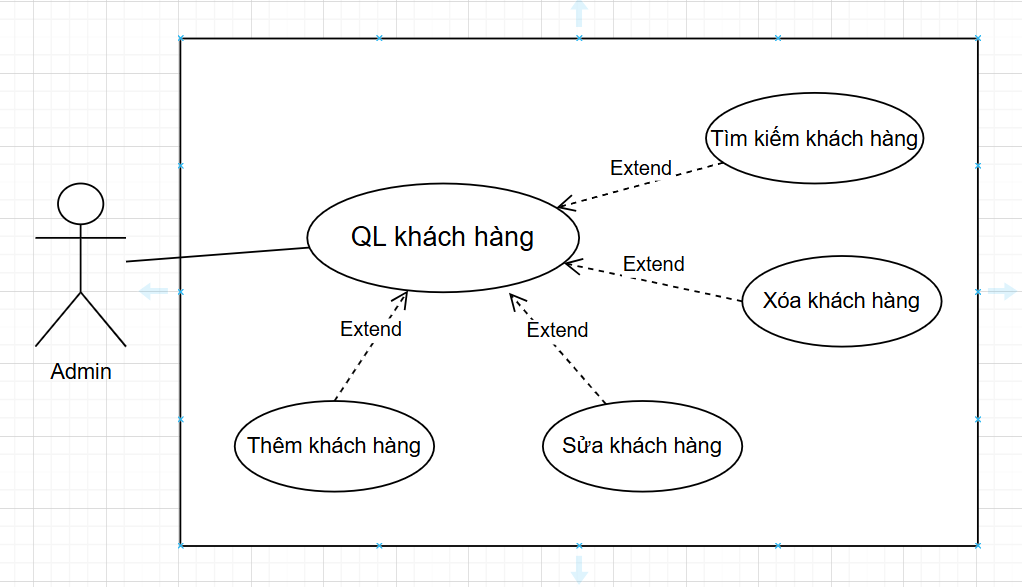 Tìm kiếm khách hàng
Extend
QL khách hàng
Extend
Xóa khách hàng
Extend
Extend
Admin
Thêm khách hàng
Sửa khách hàng